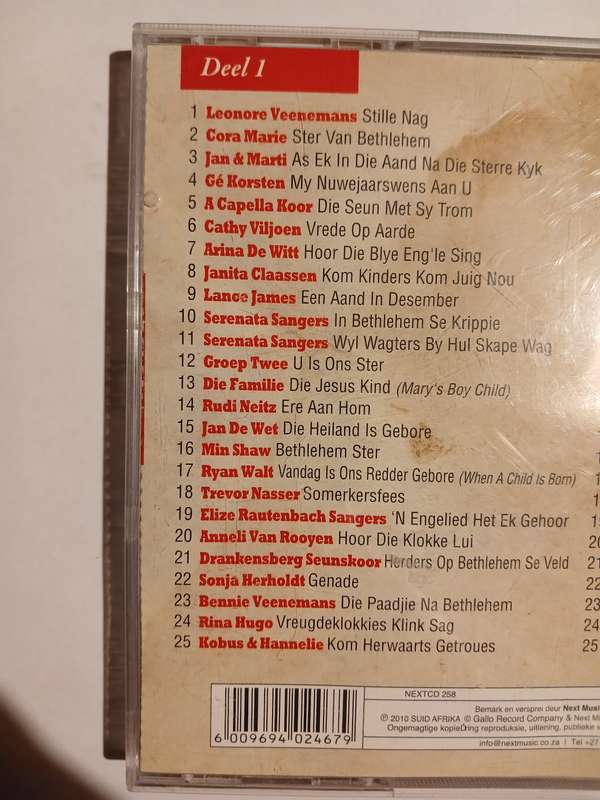 Deel 1
1 Leonore Veenemans Stille Nag
2 Cora Marie Ster Van Bethlehem
3 Jan & Marti As Ek In Die Aand Na Die Sterre Kyk
4 Gé Korsten My Nuwejaarswens Aan U
5 A Capella Koor Die Seun Met Sy Trom
6 Cathy Viljoen Vrede Op Aarde
7 Arina De Witt Hoor Die Blye Eng'le Sing
8 Janita Claassen Kom Kinders Kom Juig Nou
9 Lance James Een Aand In Desember
10 Serenata Sangers In Bethlehem Se Krippie
11 Serenata Sangers Wyl Wagters By Hul Skape Wag
12 Groep Twee U Is Ons Ster
13 Die Familie Die Jesus Kind (Mary's Boy Child)
14 Rudi Neitz Ere Aan Hom
15 Jan De Wet Die Heiland Is Gebore
16 Min Shaw Bethlehem Ster
17 Ryan Walt Vandag Is Ons Redder Gebore (When A Child Is Born)
18 Trevor Nasser Somerkersfees
19 Elize Rautenbach Sangers 'N Engelied Het Ek Gehoor
20 Anneli Van Rooyen Hoor Die Klokke Lui
21 Drankensberg Seunskoor Herders Op Bethlehem Se Veld
22 Sonja Herholdt Genade
23 Bennie Veenemans Die Paadjie Na Bethlehem
24 Rina Hugo Vreugdeklokkies Klink Sag
25 Kobus & Hannelie Kom Herwaarts Getroues
21
22
23
24
25
6 009694 024679
NEXTCD 258
Bemark en versprei deur Next Musi
℗ 2010 SUID AFRIKA © Gallo Record Company & Next M
Ongemagtige kopiëring reproduksie, uitlening, publieke
info@nextmusic.co.za | Tel +27